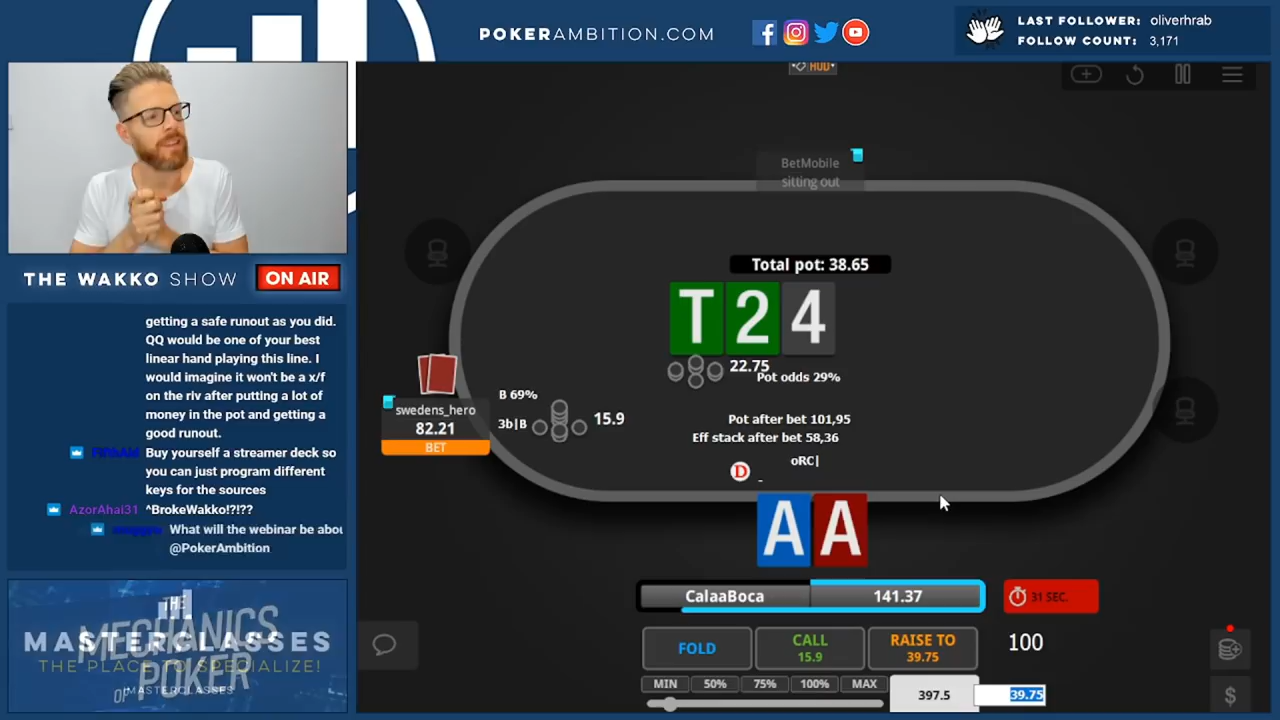 POKERAMBITION.COM
LAST FOLLOWER: oliverhrab
FOLLOW COUNT: 3,171
HUD
BetMobile
sitting out
THE WAKKO SHOW
ON AIR
Total pot: 38.65
T 2 4
22.75
Pot odds 29%
getting a safe runout as you did.
QQ would be one of your best
linear hand playing this line. I
would imagine it won't be a x/f
on the rlv after putting a lot of
money in the pot and getting a
good runout.
Buy yourself a streamer deck so
you can just program different
keys for the sources
AzorAhai31 ^BrokeWakko!?!??
What will the webinar be abou
@PokerAmbition
B 69%
3b|B
15.9
swedens_hero
82.21
BET
Pot after bet 101,95
Eff stack after bet 58,36
oRC|
D
A A
CalaaBoca 141.37
31 SEC.
FOLD
CALL
15.9
RAISE TO
39.75
100
MIN 50% 75% 100% MAX
397.5
39.75
$
THE
MECHANICS
OF POKER
MASTERCLASSES
THE PLACE TO SPECIALIZE!
!MASTERCLASSES